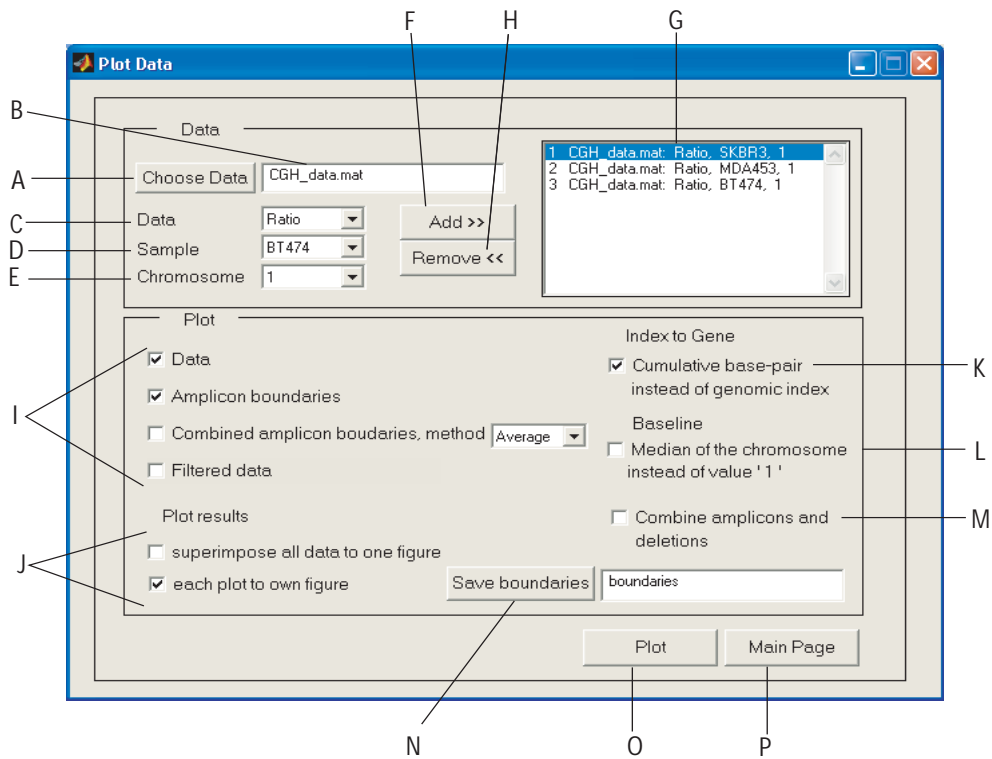 F H G
Plot Data
B
Data
A
Choose Data CGH_data.mat
1 CGH_data.mat: Ratio, SKBR3, 1
2 CGH_data.mat: Ratio, MDA453, 1
3 CGH_data.mat: Ratio, BT474, 1
C
Data Ratio
Add >>
D
Sample BT474
Remove <<
E
Chromosome 1
Plot
Index to Gene
Data
Cumulative base-pair
instead of genomic index
K
I
Amplicon boundaries
Baseline
Combined amplicon boudaries, method Average
Median of the chromosome
instead of value ' 1 '
L
Filtered data
Plot results
Combine amplicons and
deletions
M
J
superimpose all data to one figure
each plot to own figure
Save boundaries boundaries
Plot Main Page
N O P